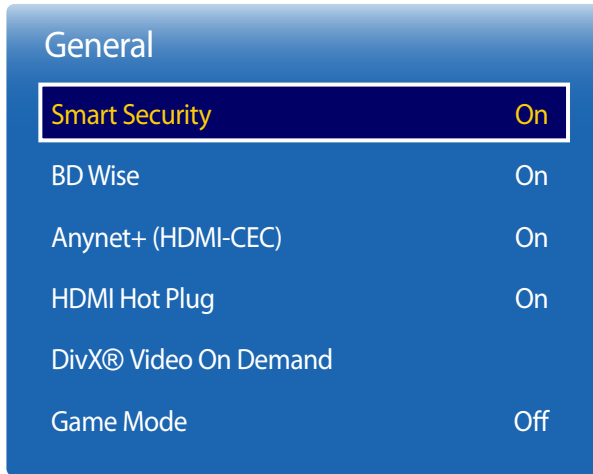 General
Smart Security On
BD Wise On
Anynet+ (HDMI-CEC) On
HDMI Hot Plug On
DivX® Video On Demand
Game Mode Off